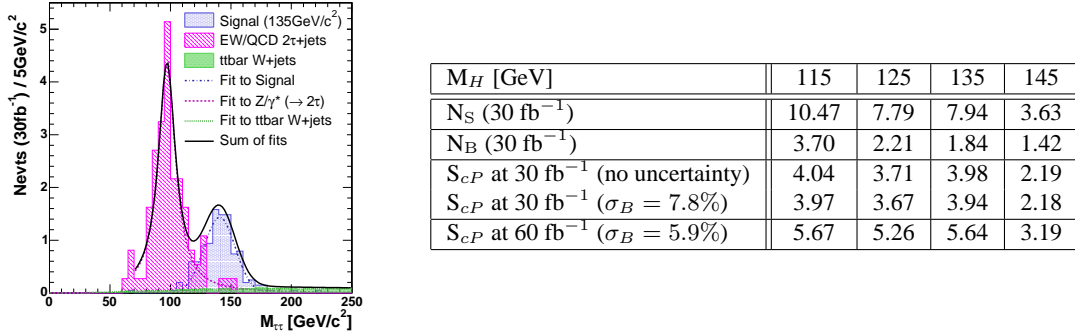 Nevts (30fb⁻¹) / 5GeV/c²
5
4
3
2
1
0
Signal (135GeV/c²)
EW/QCD 2τ+jets
ttbar W+jets
Fit to Signal
Fit to Z/γ* (→ 2τ)
Fit to ttbar W+jets
Sum of fits
0 50 100 150 200 250
M_ττ [GeV/c²]
M_H [GeV] 115 125 135 145
N_S (30 fb⁻¹) 10.47 7.79 7.94 3.63
N_B (30 fb⁻¹) 3.70 2.21 1.84 1.42
S_cP at 30 fb⁻¹ (no uncertainty) 4.04 3.71 3.98 2.19
S_cP at 30 fb⁻¹ (σ_B = 7.8%) 3.97 3.67 3.94 2.18
S_cP at 60 fb⁻¹ (σ_B = 5.9%) 5.67 5.26 5.64 3.19